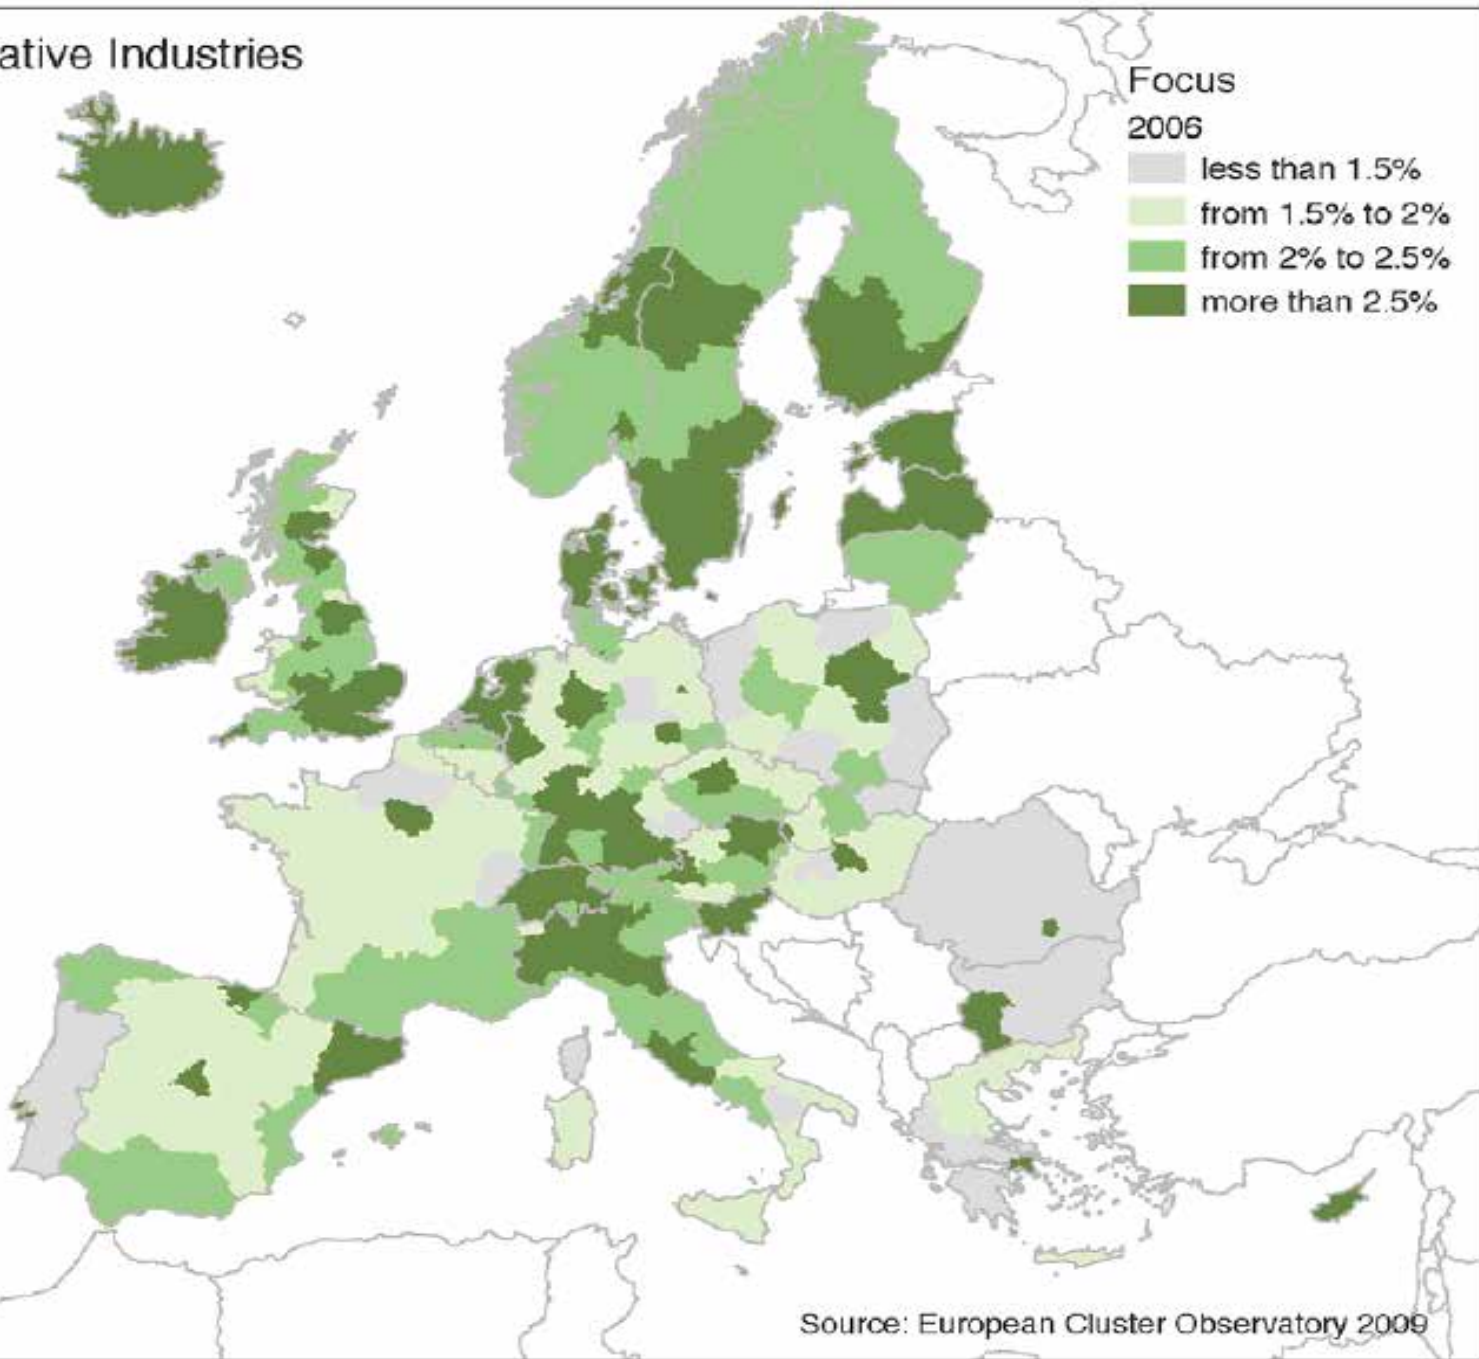 ative Industries
Focus
2006
less than 1.5%
from 1.5% to 2%
from 2% to 2.5%
more than 2.5%
Source: European Cluster Observatory 2009